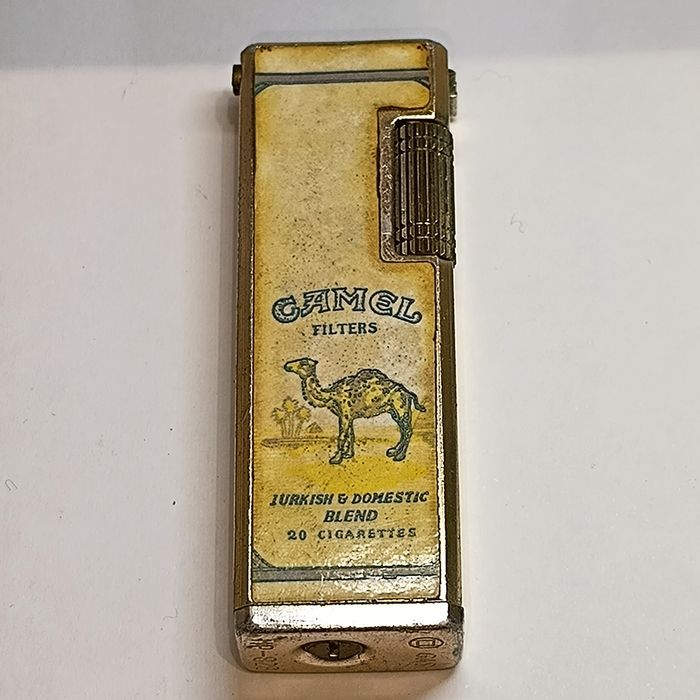 CAMEL
FILTERS
TURKISH & DOMESTIC
BLEND
20 CIGARETTES